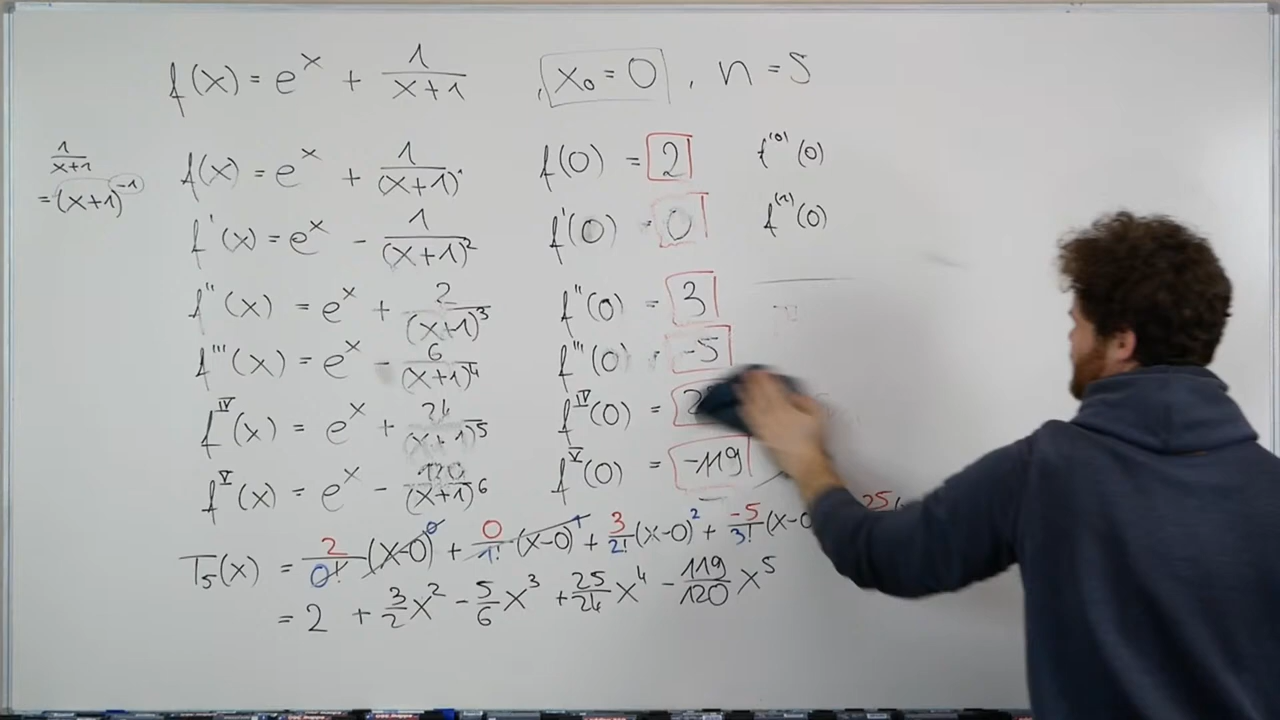 f(x) = e^x + 1/(x+1) , x₀ = 0 , n = 5
1/(x+1)
= (x+1)^-1
f(x) = e^x + 1/(x+1)^1 f(0) = 2 f^(0)(0)
f'(x) = e^x - 1/(x+1)^2 f'(0) = 0
f''(x) = e^x + 2/(x+1)^3 f''(0) = 3
f'''(x) = e^x - 6/(x+1)^4 f'''(0) = -5
f^IV(x) = e^x + 24/(x+1)^5 f^IV(0) = 2
f^V(x) = e^x - 120/(x+1)^6 f^V(0) = -119
T₅(x) = 2/0! (x-0)^0 + 0/1! (x-0)^1 + 3/2! (x-0)^2 + -5/3! (x-0 25
= 2 + 3/2 x^2 - 5/6 x^3 + 25/24 x^4 - 119/120 x^5